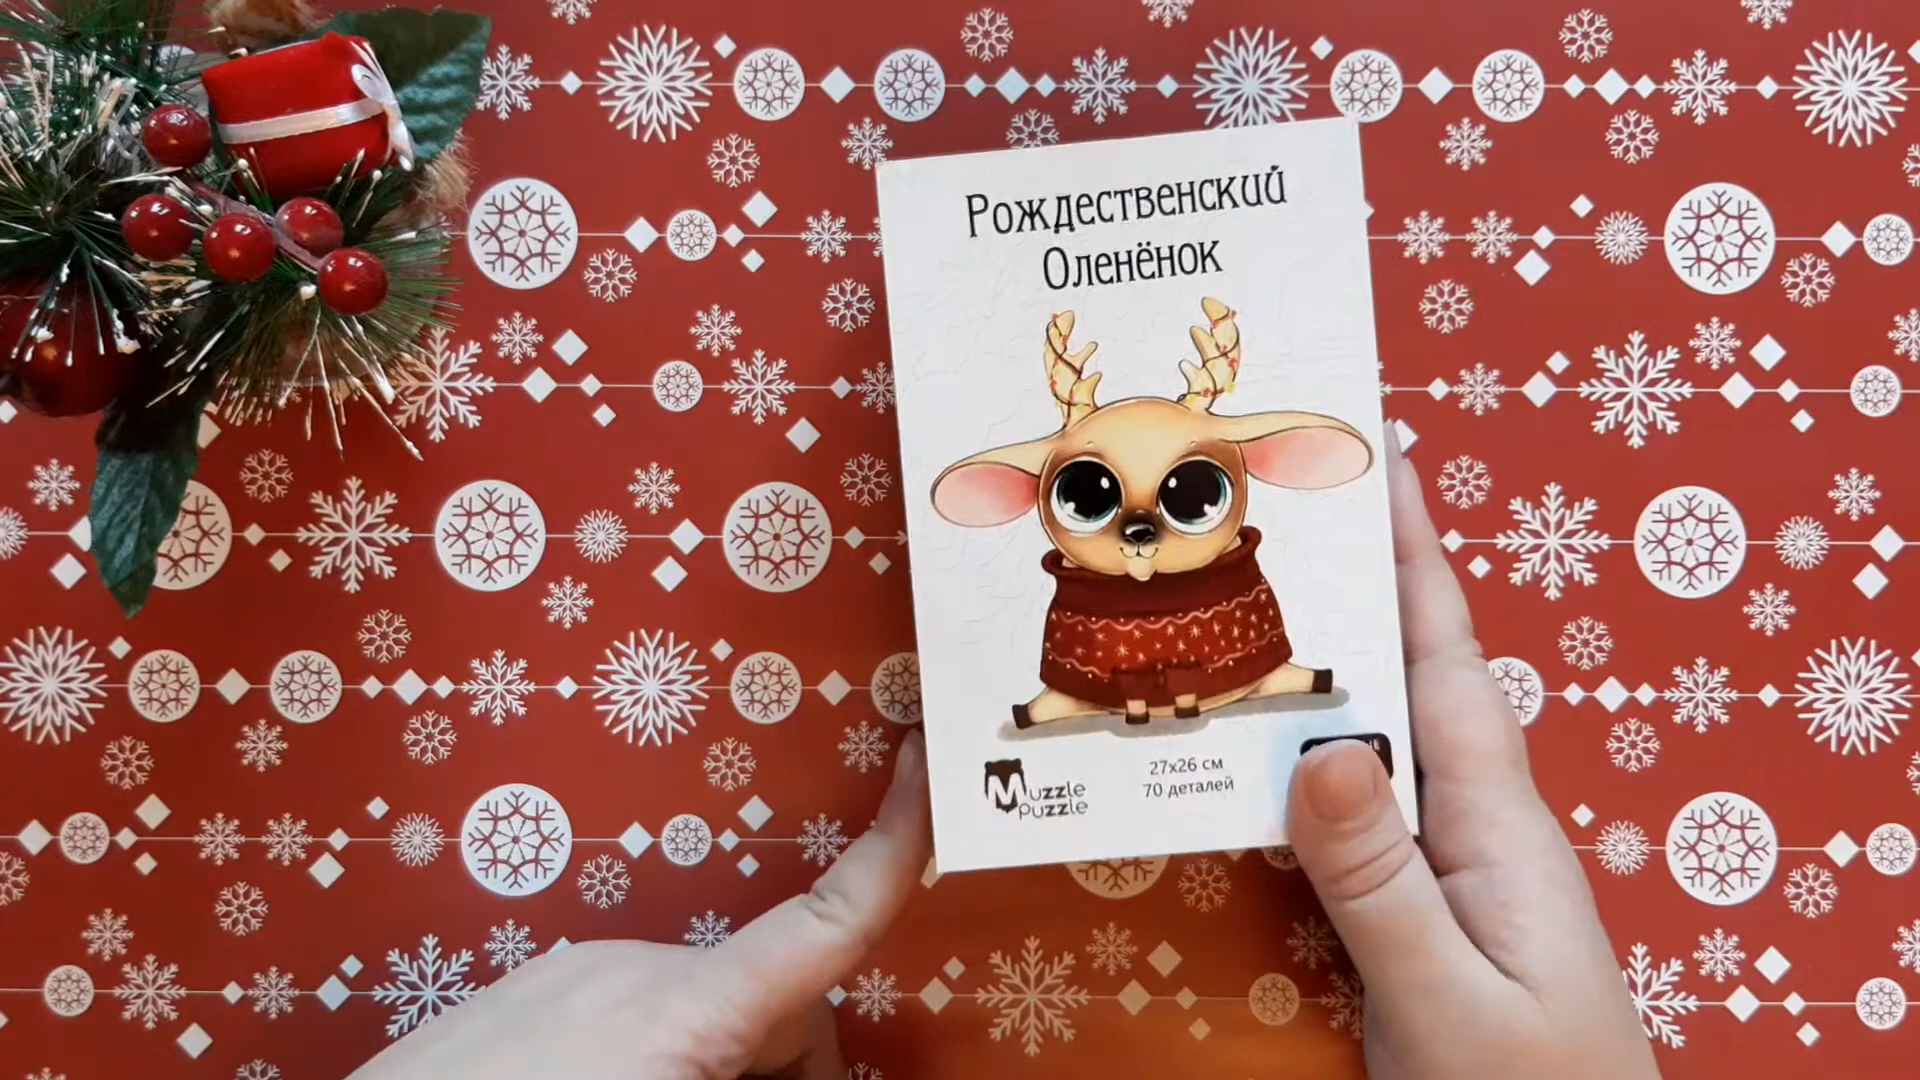 Рождественский
Оленёнок
Muzzle
puzzle
27x26 см
70 деталей